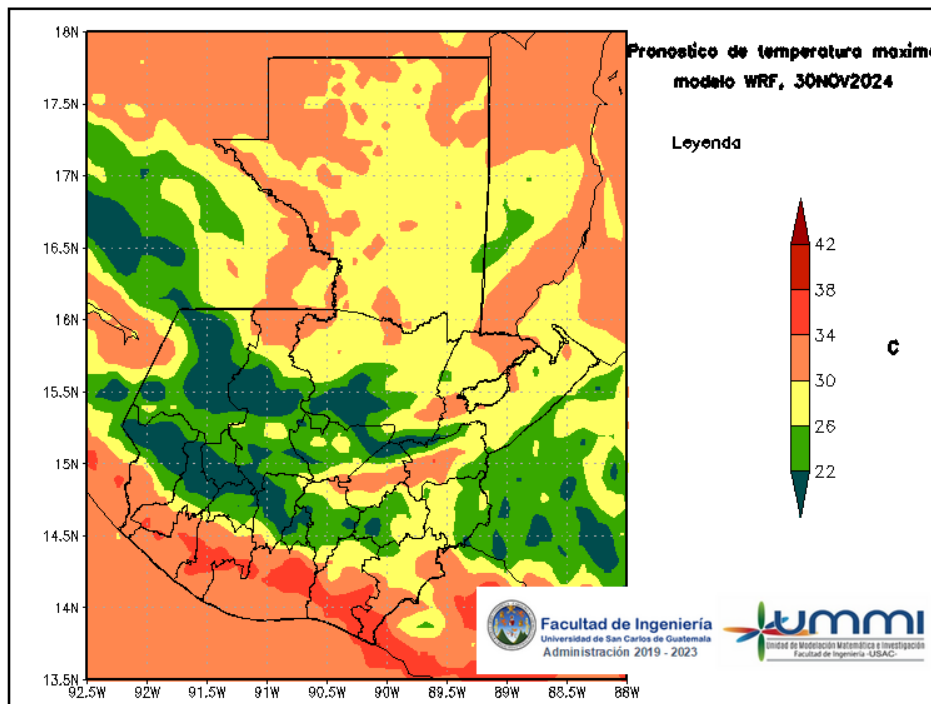 Pronostico de temperatura maxima
modelo WRF, 30NOV2024
Leyenda
42
38
34
30
26
22
C
18N
17.5N
17N
16.5N
16N
15.5N
15N
14.5N
14N
13.5N
92.5W 92W 91.5W 91W 90.5W 90W 89.5W 89W 88.5W 88W
Facultad de Ingeniería
Universidad de San Carlos de Guatemala
Administración 2019 - 2023
UMMI
Unidad de Modelación Matemática e Investigación
Facultad de Ingeniería -USAC-